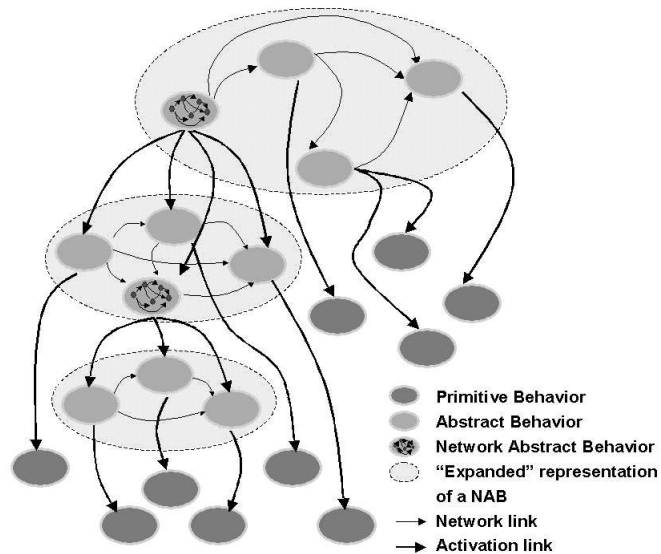 Primitive Behavior
Abstract Behavior
Network Abstract Behavior
“Expanded” representation
of a NAB
Network link
Activation link